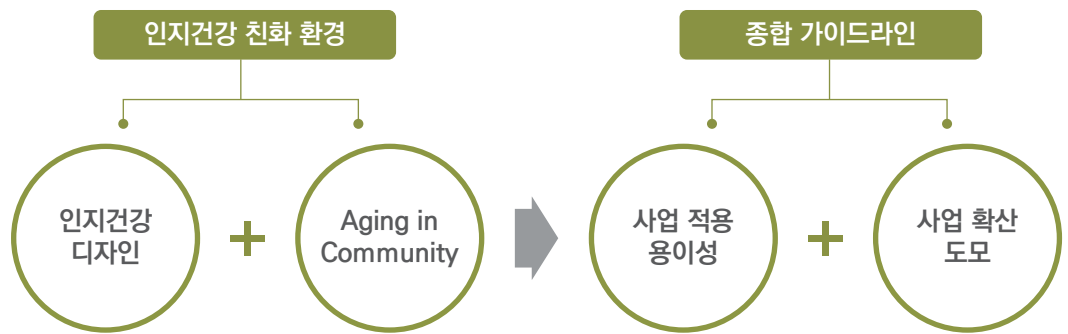 인지건강 친화 환경
종합 가이드라인
인지건강
디자인
+
Aging in
Community
사업 적용
용이성
+
사업 확산
도모